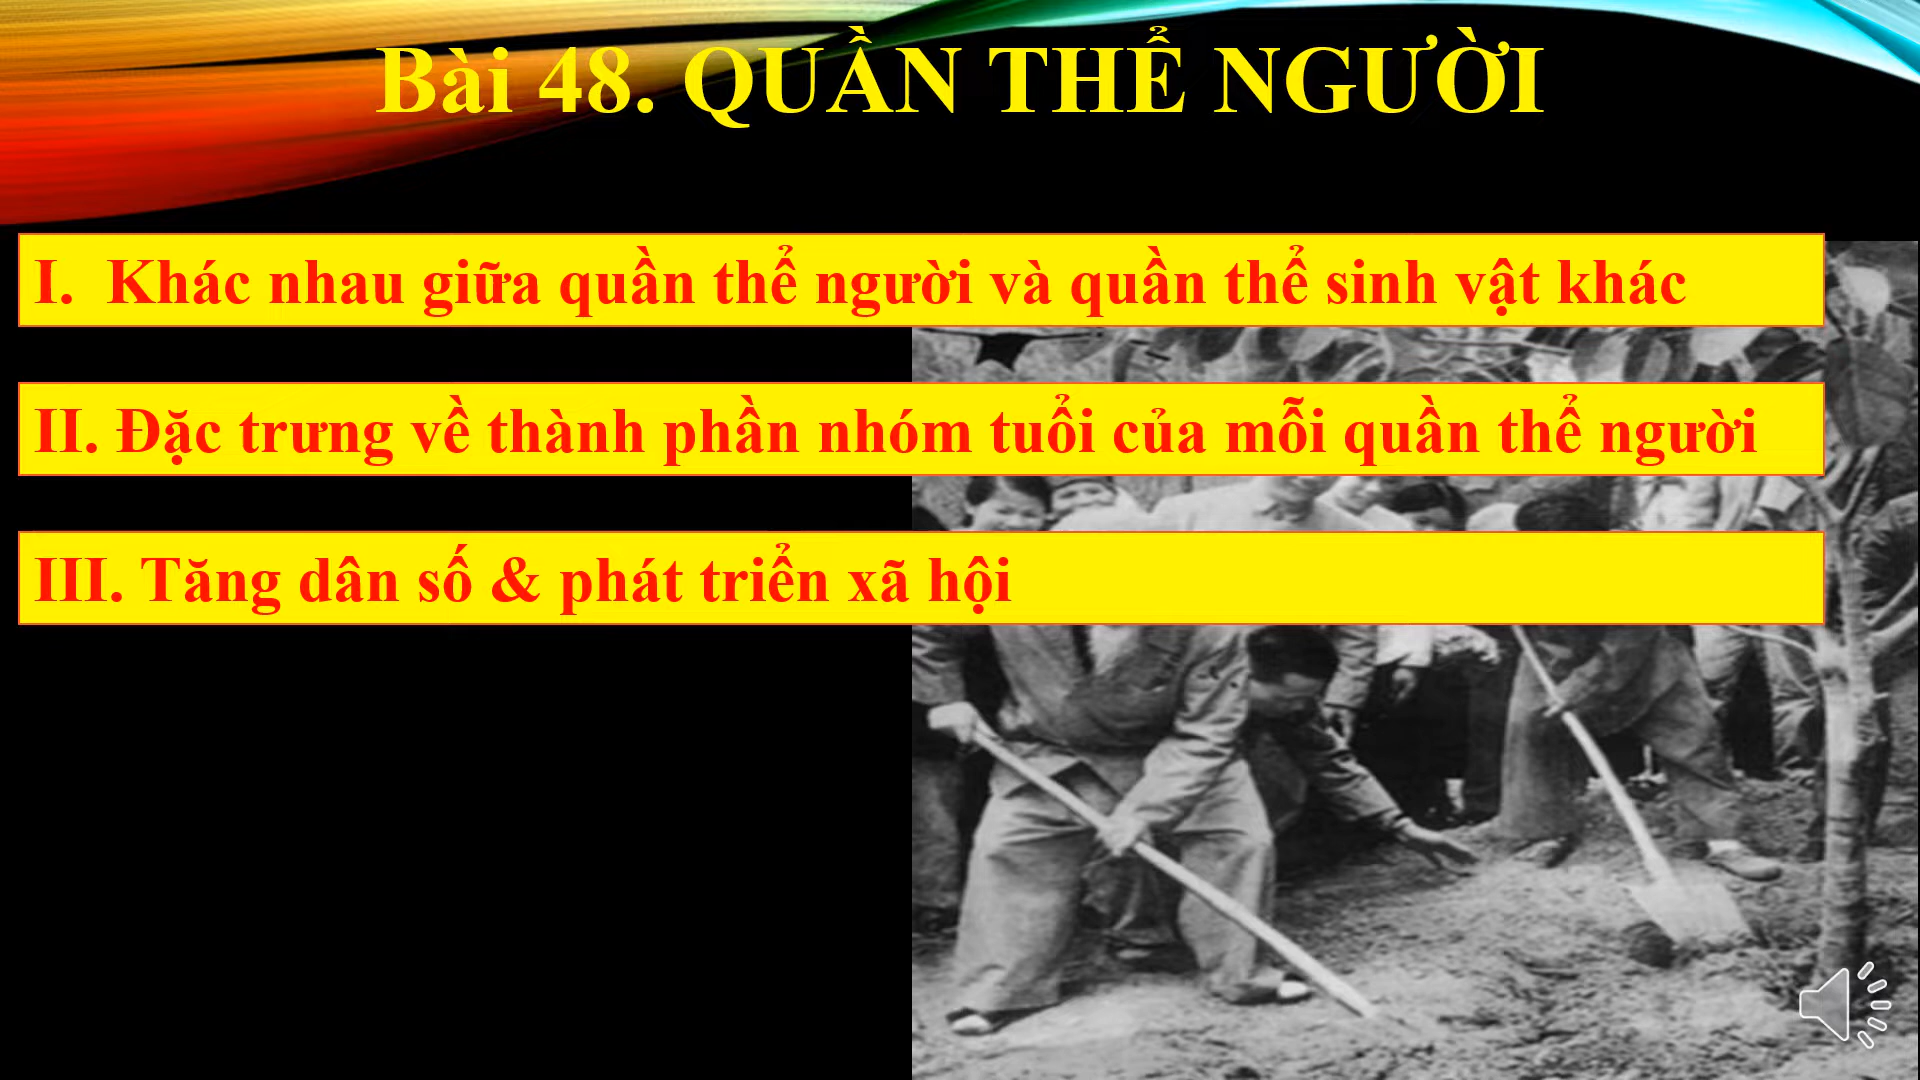 Bài 48. QUẦN THỂ NGƯỜI
I. Khác nhau giữa quần thể người và quần thể sinh vật khác
II. Đặc trưng về thành phần nhóm tuổi của mỗi quần thể người
III. Tăng dân số & phát triển xã hội